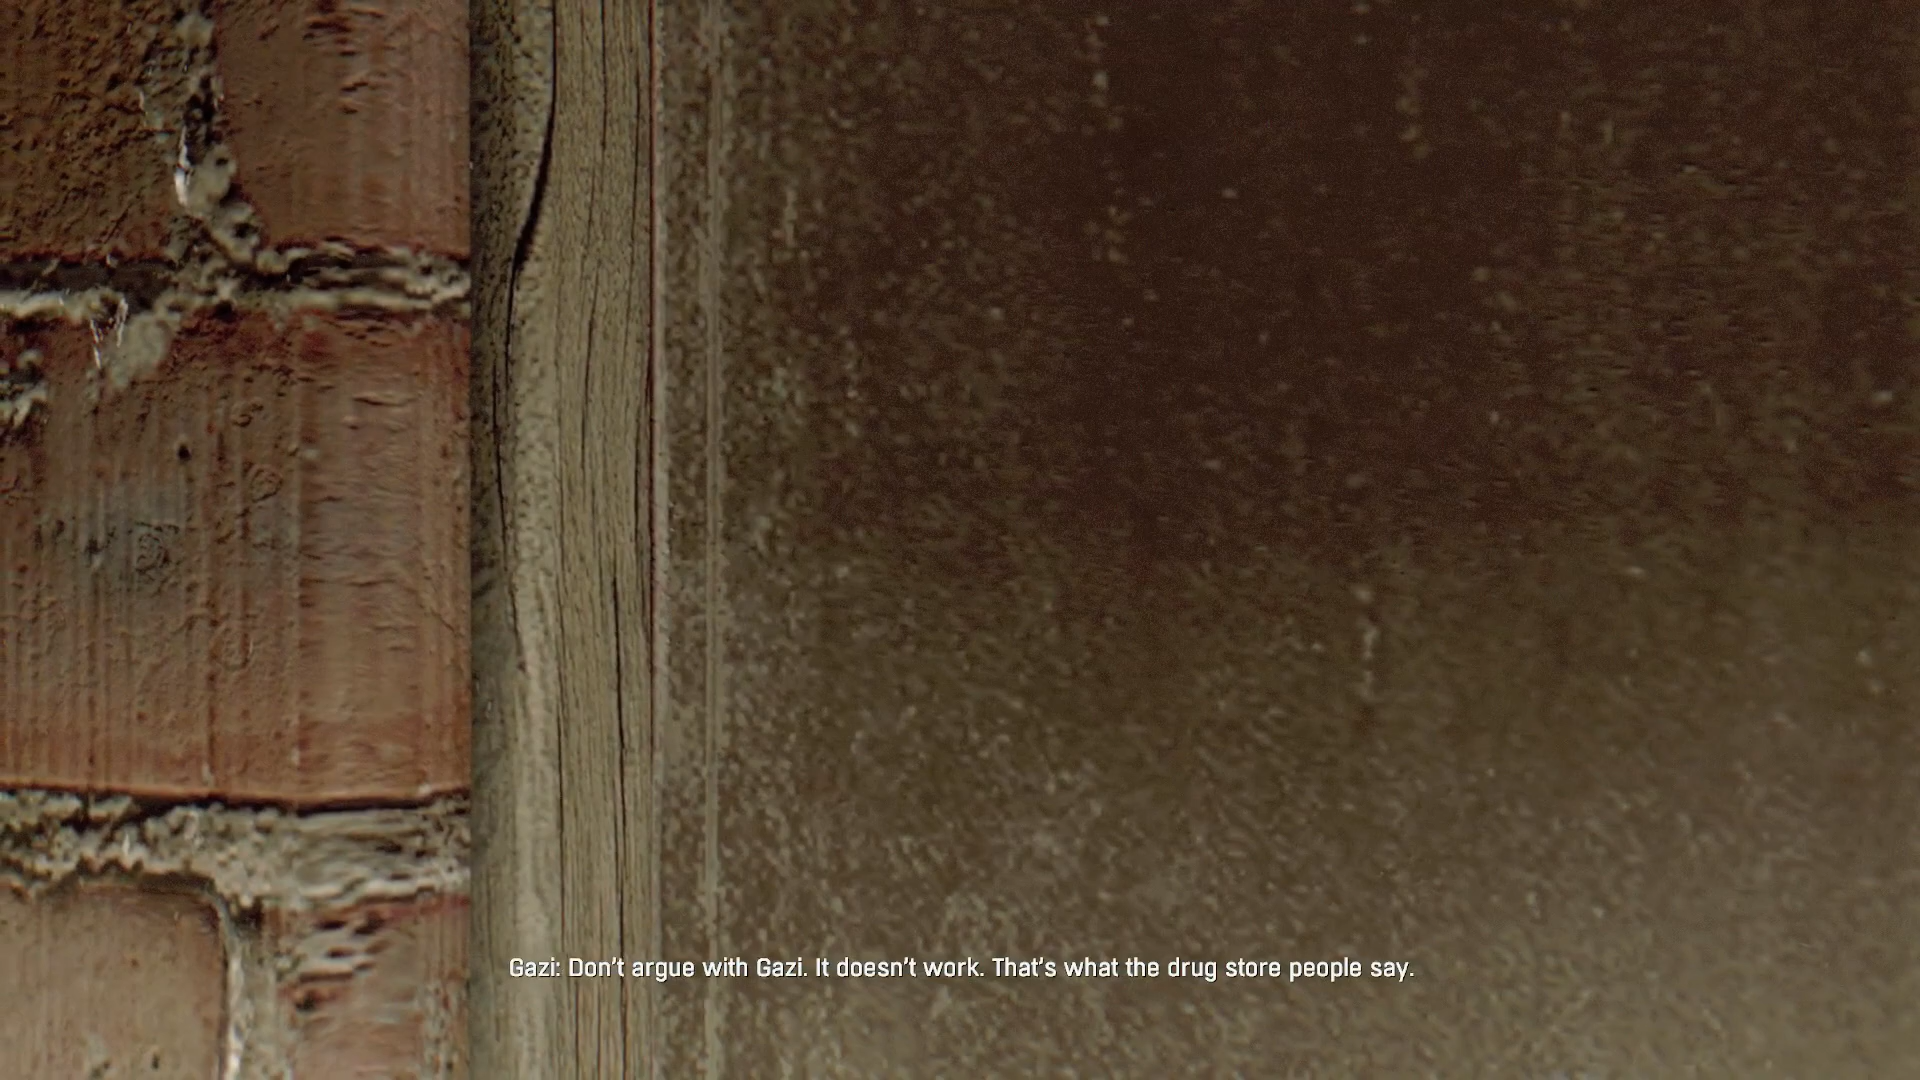 Gazi: Don't argue with Gazi. It doesn't work. That's what the drug store people say.